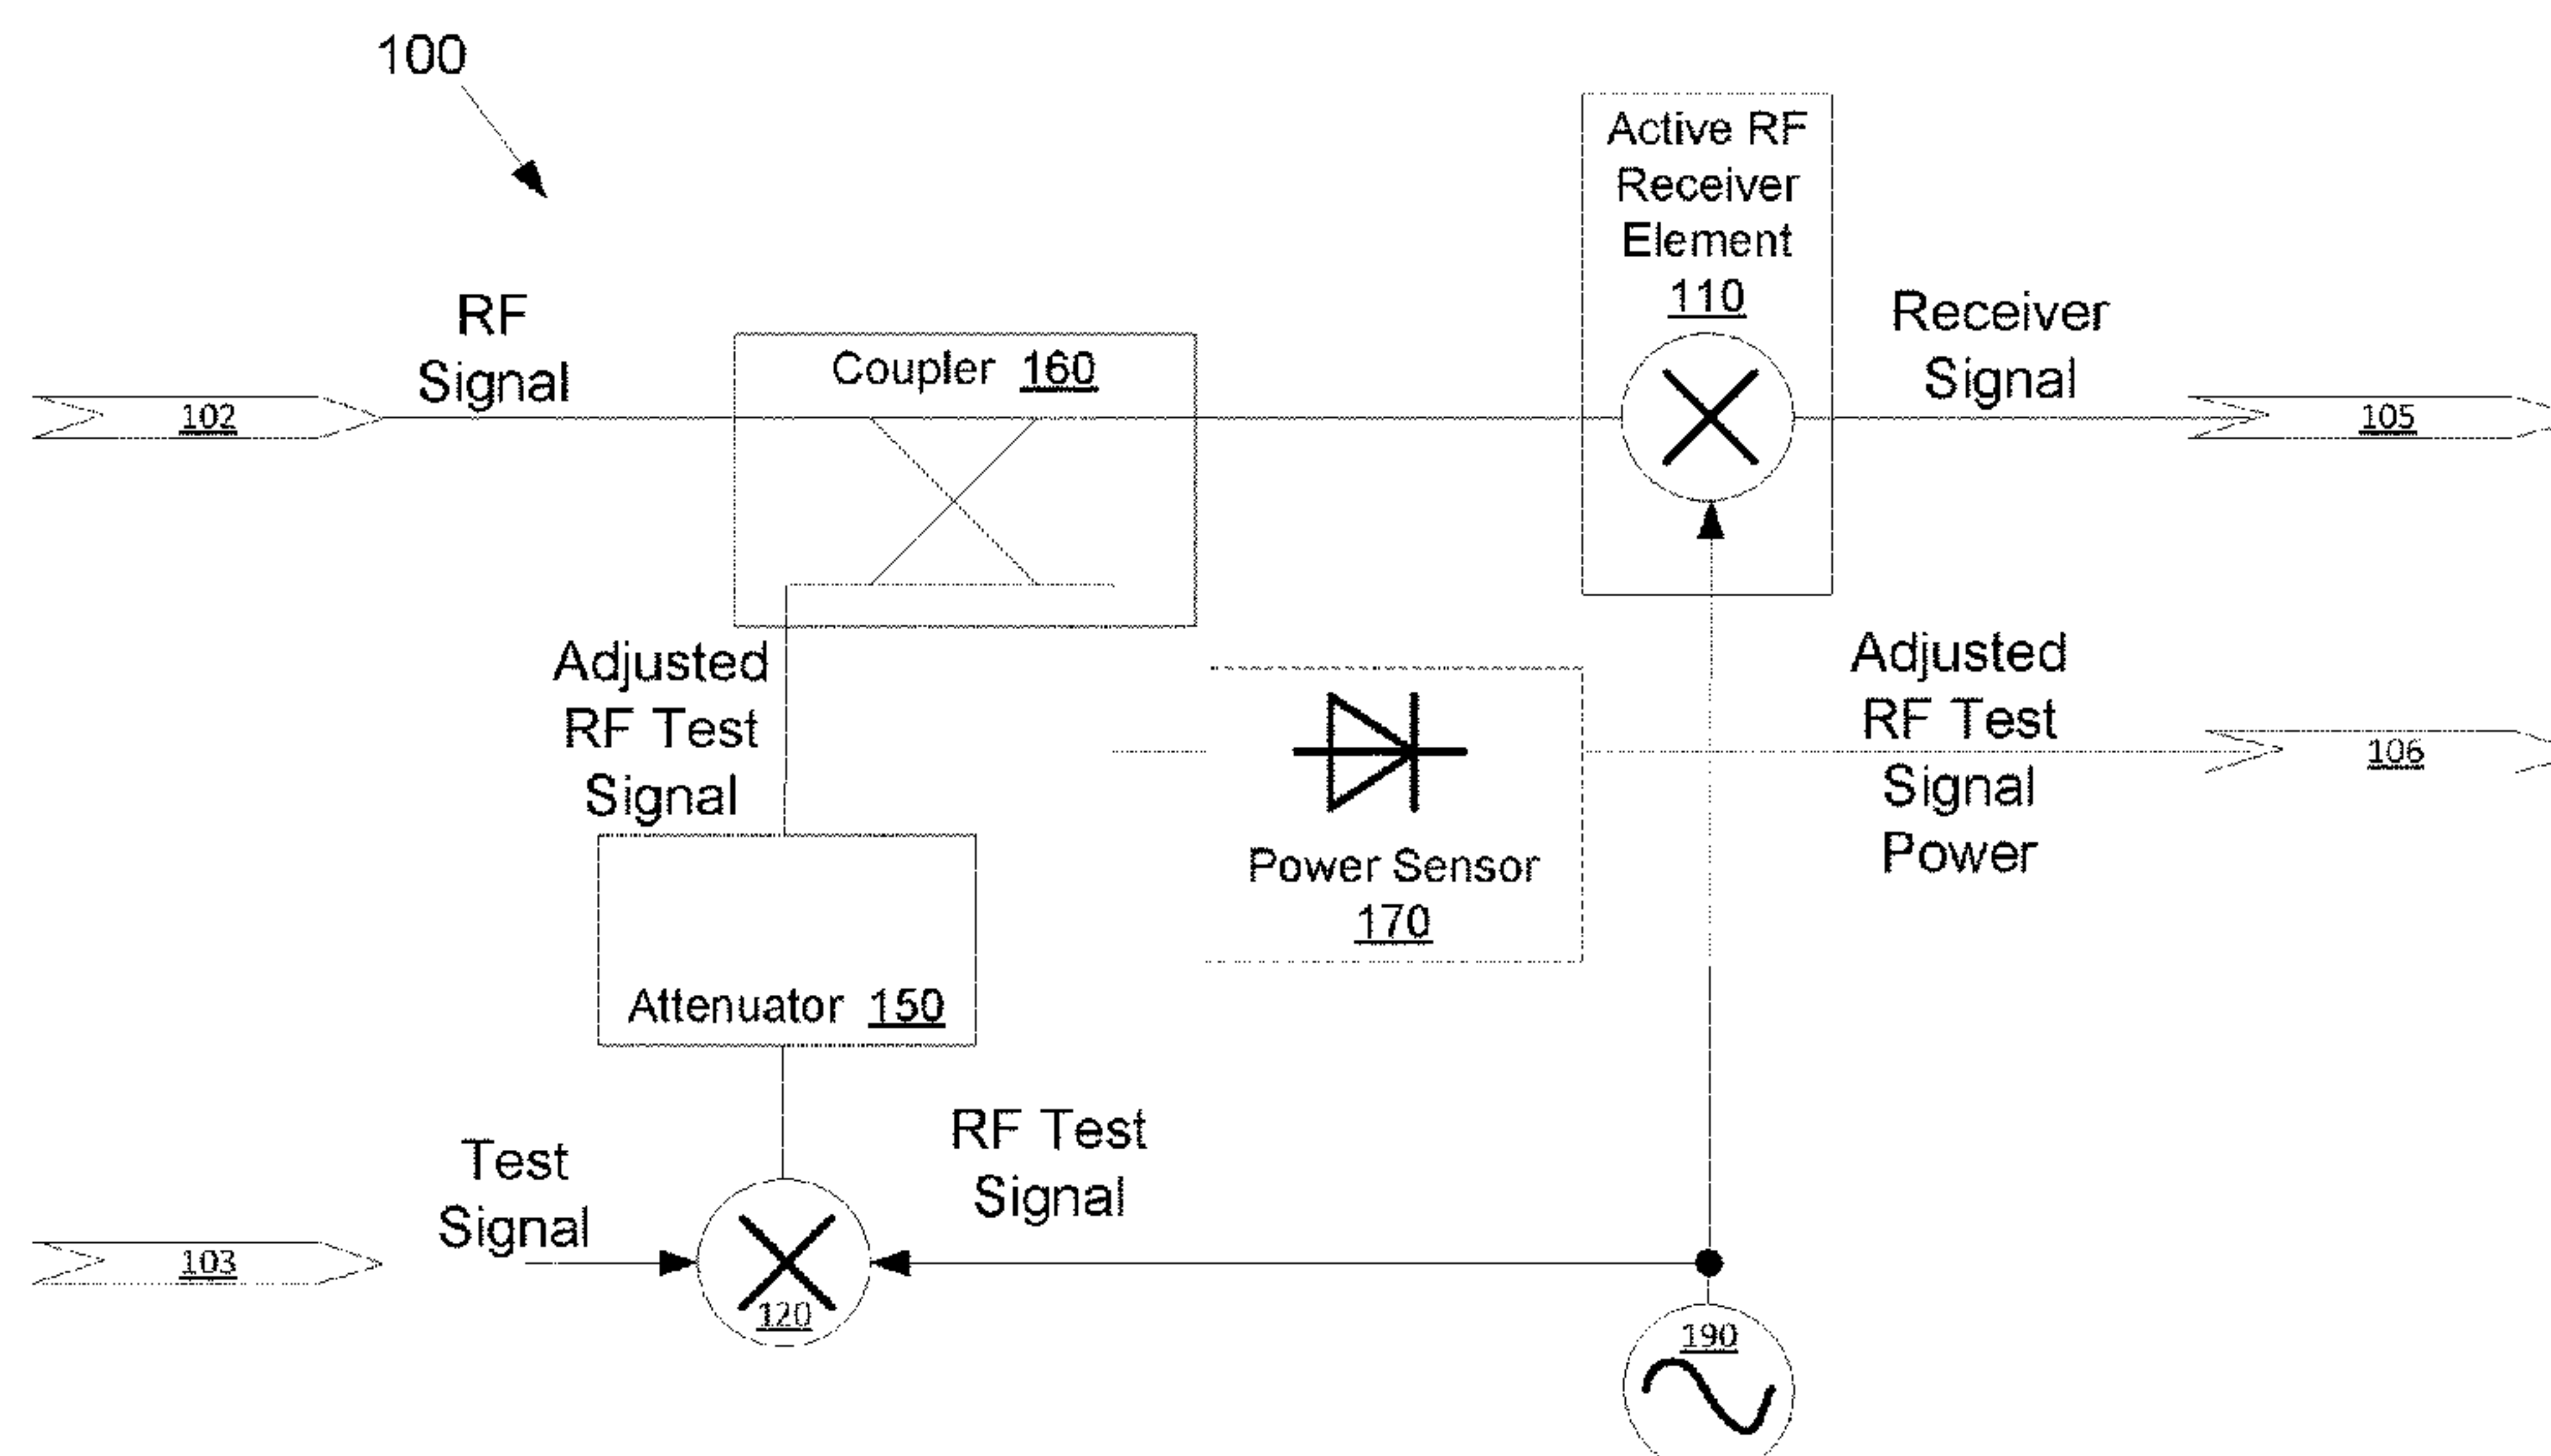 100
Active RF
Receiver
Element
110
RF
Signal
Receiver
Signal
Coupler 160
102
105
Adjusted
RF Test
Signal
Adjusted
RF Test
Signal
Power
106
Power Sensor
170
Attenuator 150
RF Test
Signal
Test
Signal
103
120
190